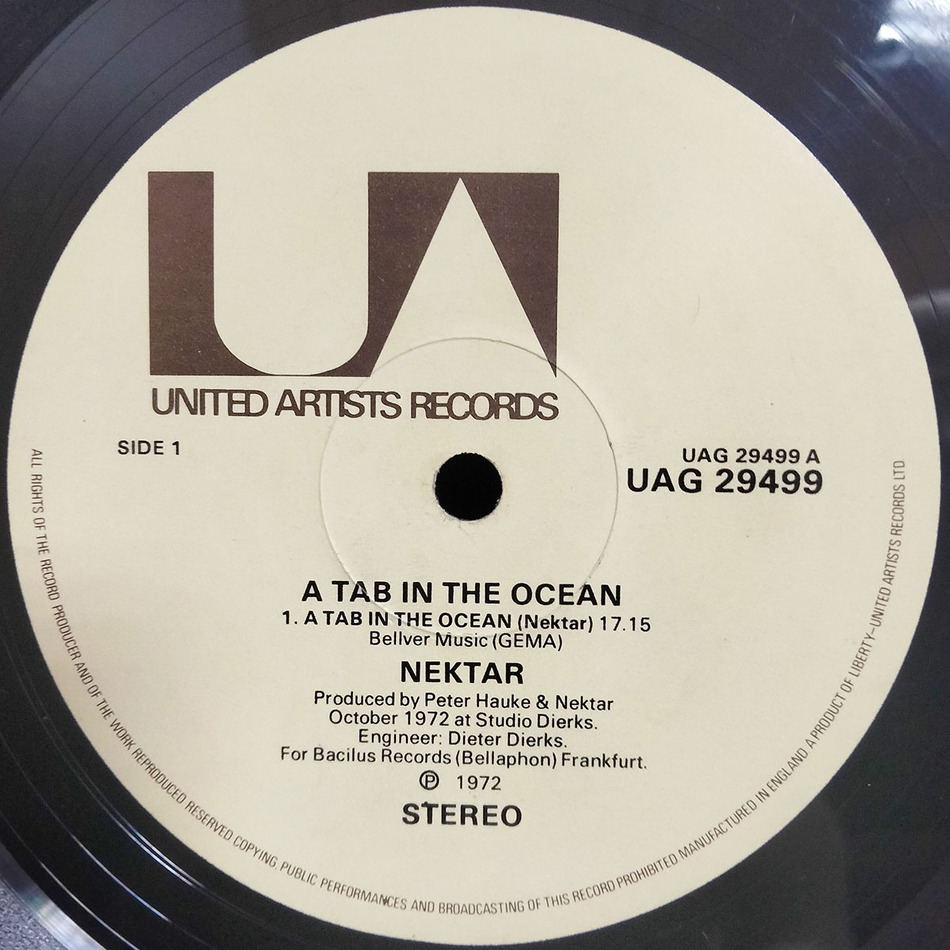 UA
UNITED ARTISTS RECORDS
SIDE 1
UAG 29499 A
UAG 29499
A TAB IN THE OCEAN
1. A TAB IN THE OCEAN (Nektar) 17.15
Bellver Music (GEMA)
NEKTAR
Produced by Peter Hauke & Nektar
October 1972 at Studio Dierks.
Engineer: Dieter Dierks.
For Bacilus Records (Bellaphon) Frankfurt.
℗ 1972
STEREO
ALL RIGHTS OF THE RECORD PRODUCER AND OF THE WORK REPRODUCED RESERVED COPYING, PUBLIC PERFORMANCES AND BROADCASTING OF THIS RECORD PROHIBITED MANUFACTURED IN ENGLAND A PRODUCT OF LIBERTY–UNITED ARTISTS RECORDS LTD